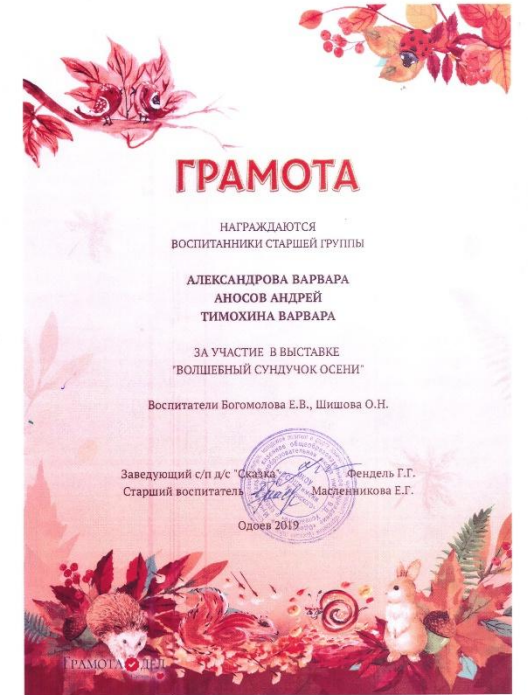 ГРАМОТА
НАГРАЖДАЮТСЯ
ВОСПИТАННИКИ СТАРШЕЙ ГРУППЫ
АЛЕКСАНДРОВА ВАРВАРА
АНОСОВ АНДРЕЙ
ТИМОХИНА ВАРВАРА
ЗА УЧАСТИЕ В ВЫСТАВКЕ
"ВОЛШЕБНЫЙ СУНДУЧОК ОСЕНИ"
Воспитатели Богомолова Е.В., Шишова О.Н.
Заведующий с/п д/с "Сказка" Фендель Г.Г.
Старший воспитатель Масленникова Е.Г.
Одоев 2019
ГРАМОТА ДЕЛ